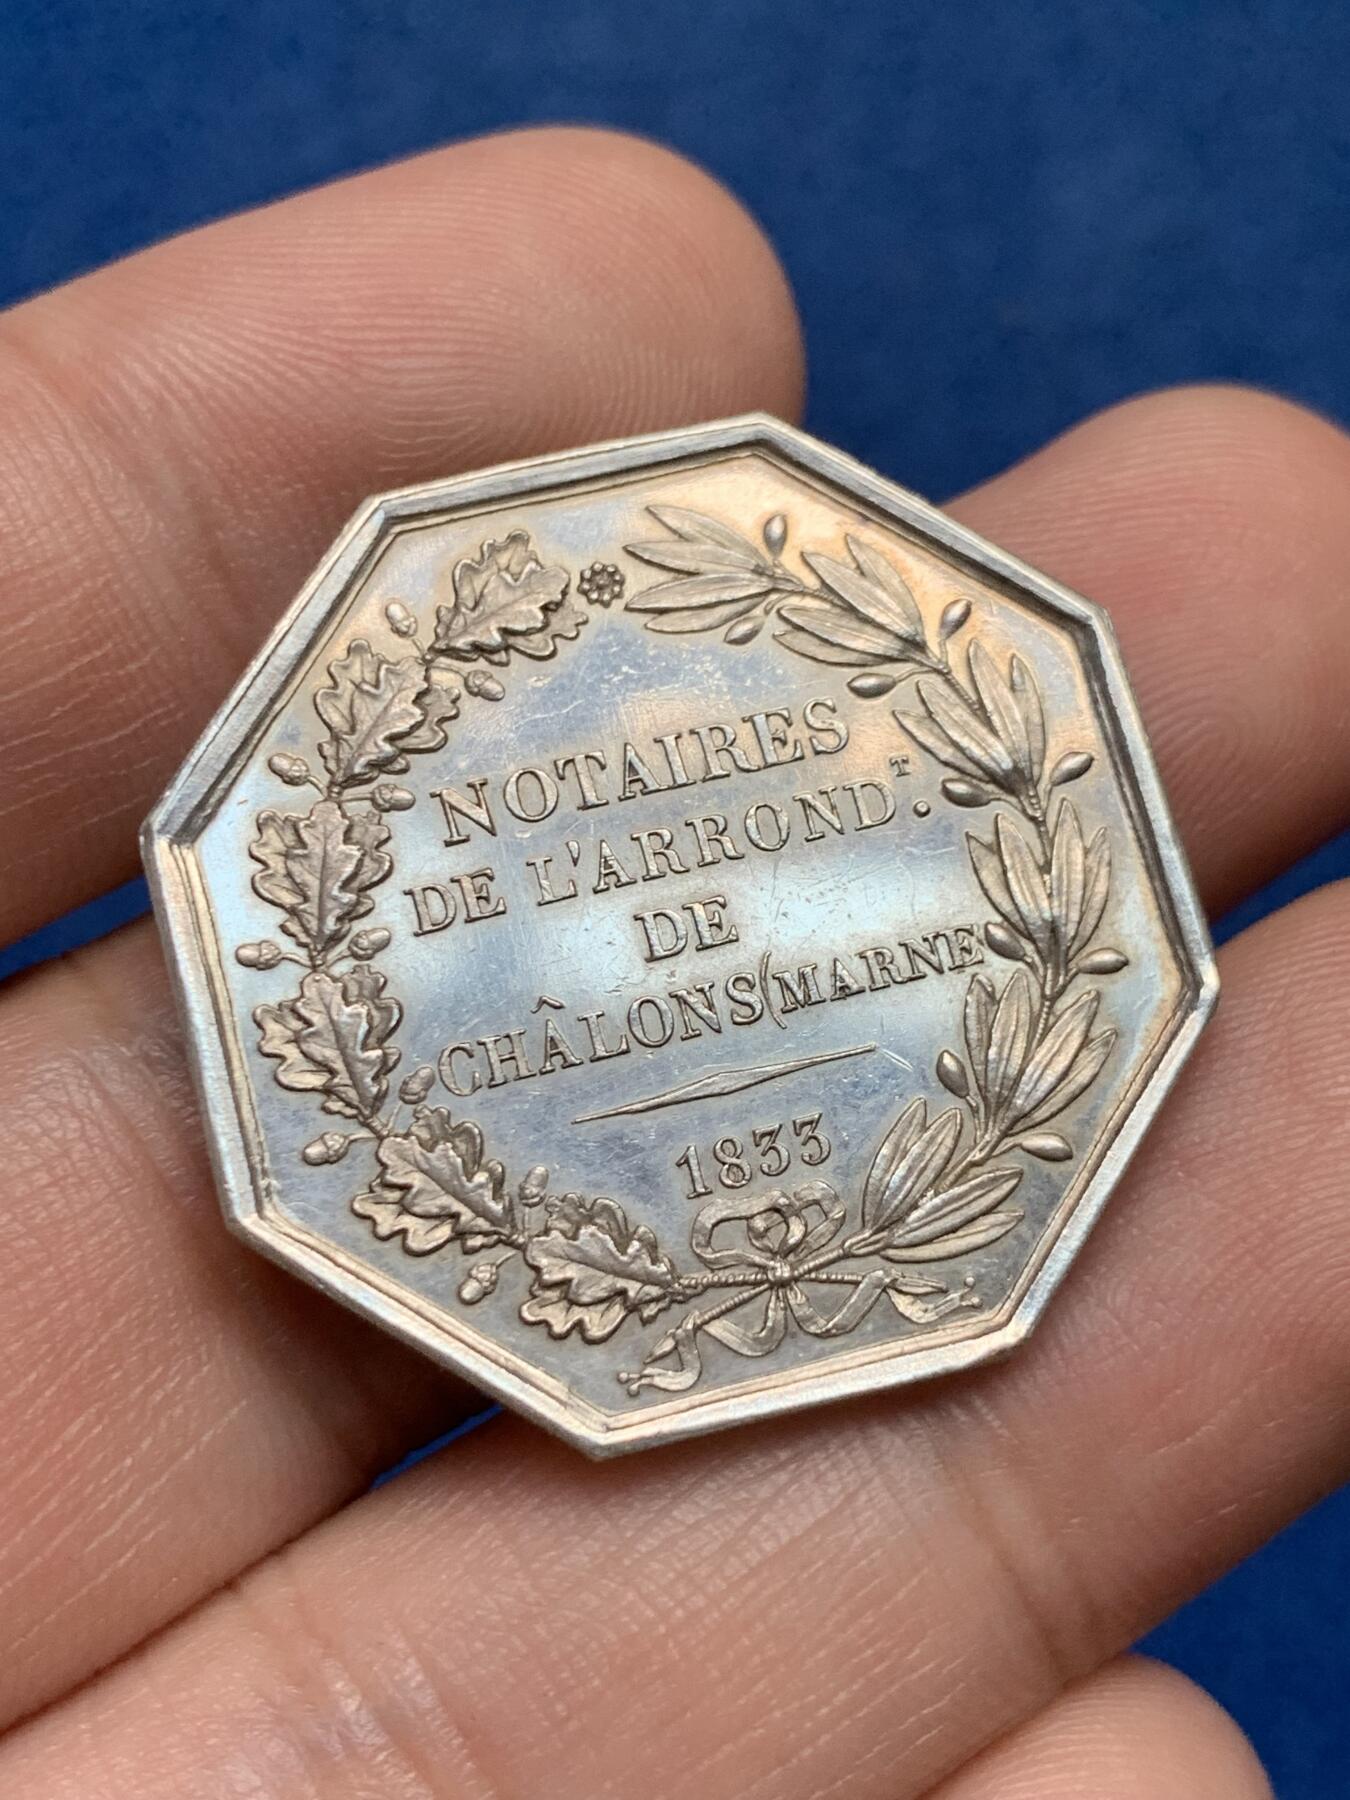 NOTAIRES
DE L'ARROND.ᵀ
DE
CHÂLONS(MARNE
1833